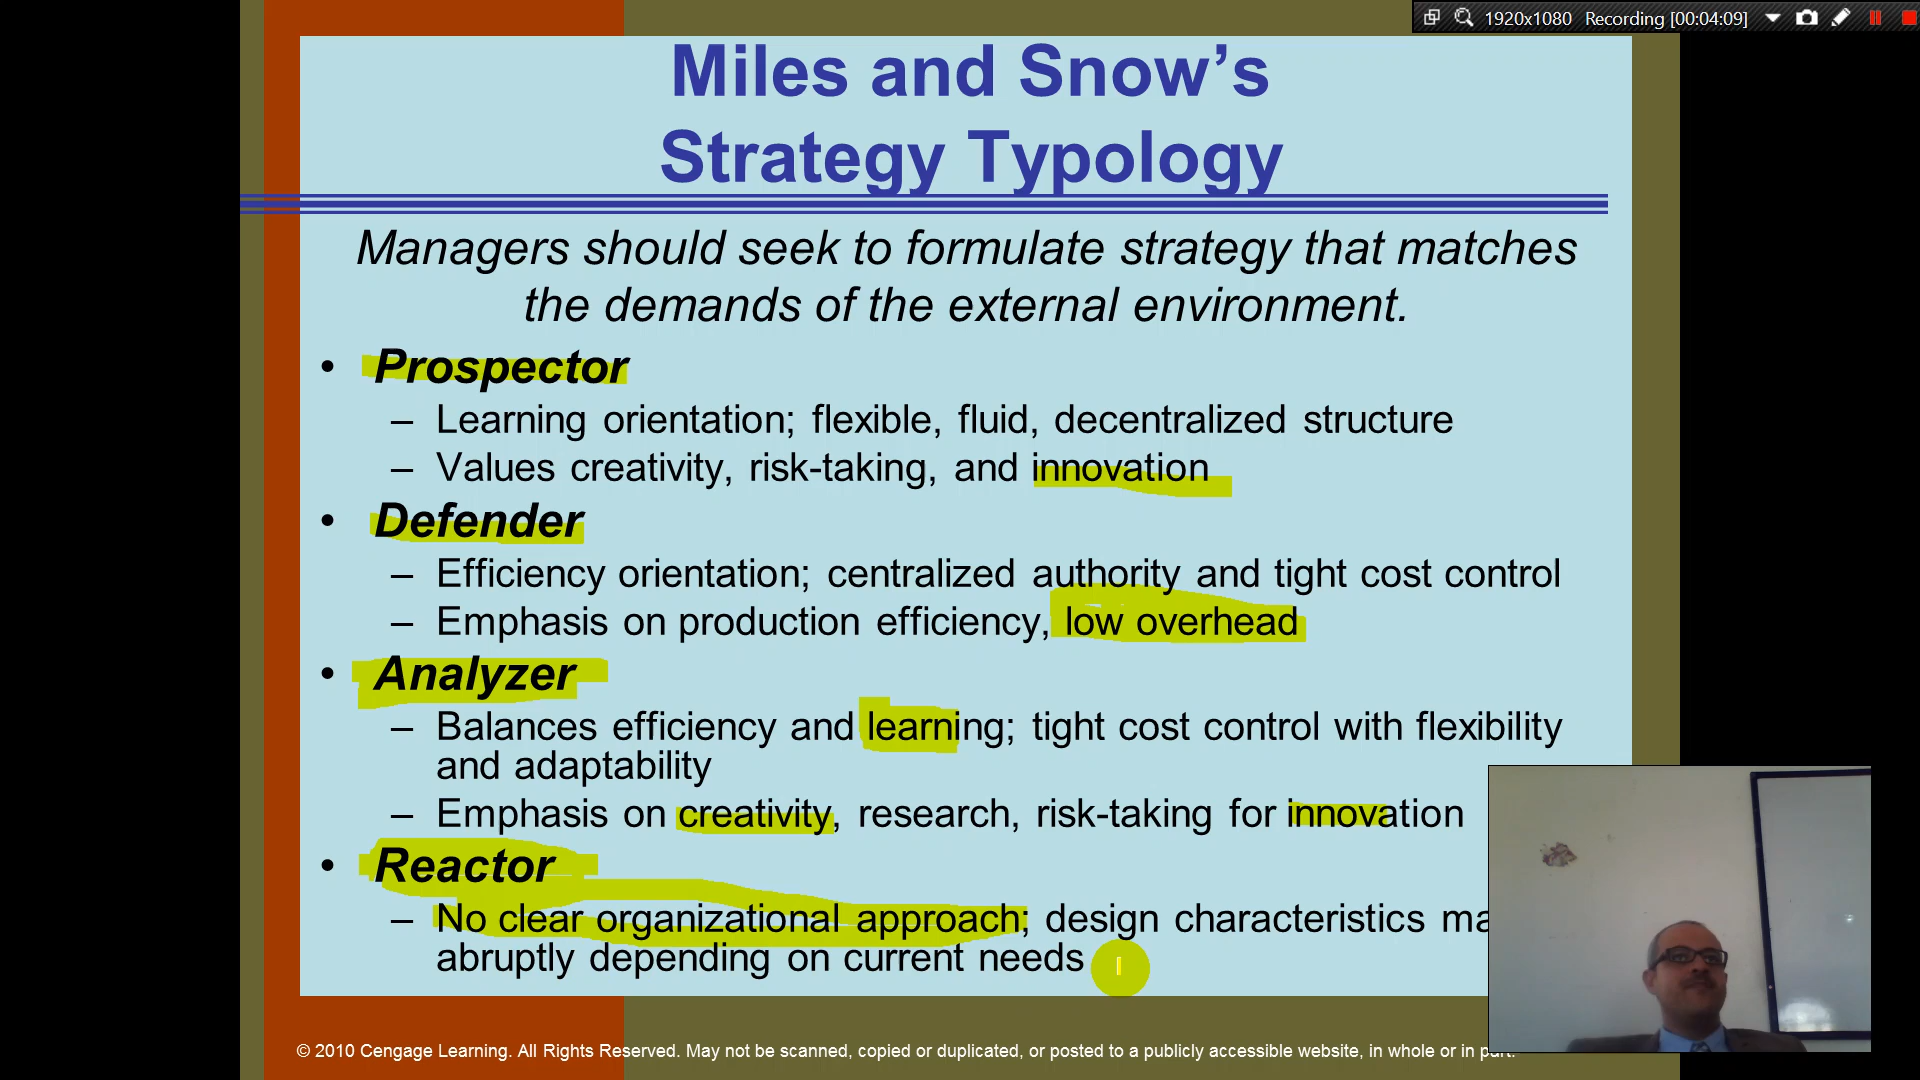 1920x1080 Recording [00:04:09]
Miles and Snow’s
Strategy Typology
Managers should seek to formulate strategy that matches
the demands of the external environment.
• Prospector
– Learning orientation; flexible, fluid, decentralized structure
– Values creativity, risk-taking, and innovation
• Defender
– Efficiency orientation; centralized authority and tight cost control
– Emphasis on production efficiency, low overhead
• Analyzer
– Balances efficiency and learning; tight cost control with flexibility
and adaptability
– Emphasis on creativity, research, risk-taking for innovation
• Reactor
– No clear organizational approach; design characteristics
abruptly depending on current needs
© 2010 Cengage Learning. All Rights Reserved. May not be scanned, copied or duplicated, or posted to a publicly accessible website, in whole or in part.